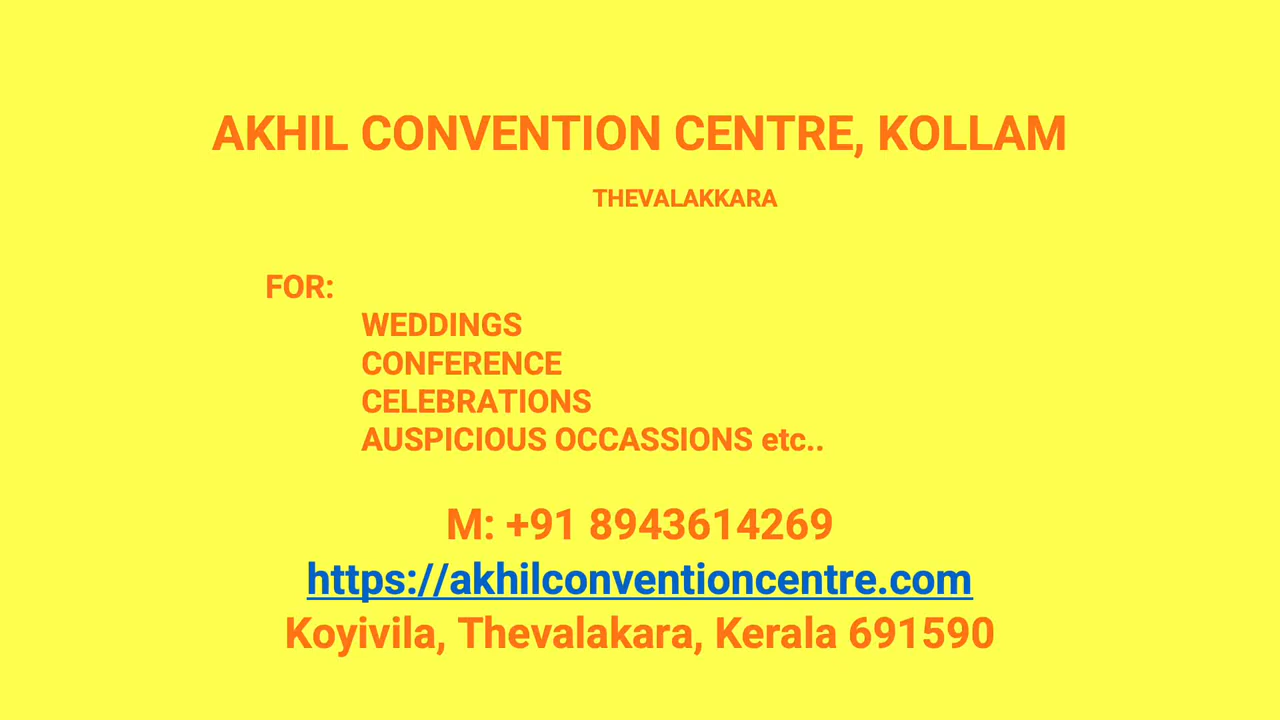 AKHIL CONVENTION CENTRE, KOLLAM
THEVALAKKARA
FOR:
WEDDINGS
CONFERENCE
CELEBRATIONS
AUSPICIOUS OCCASSIONS etc..
M: +91 8943614269
https://akhilconventioncentre.com
Koyivila, Thevalakara, Kerala 691590